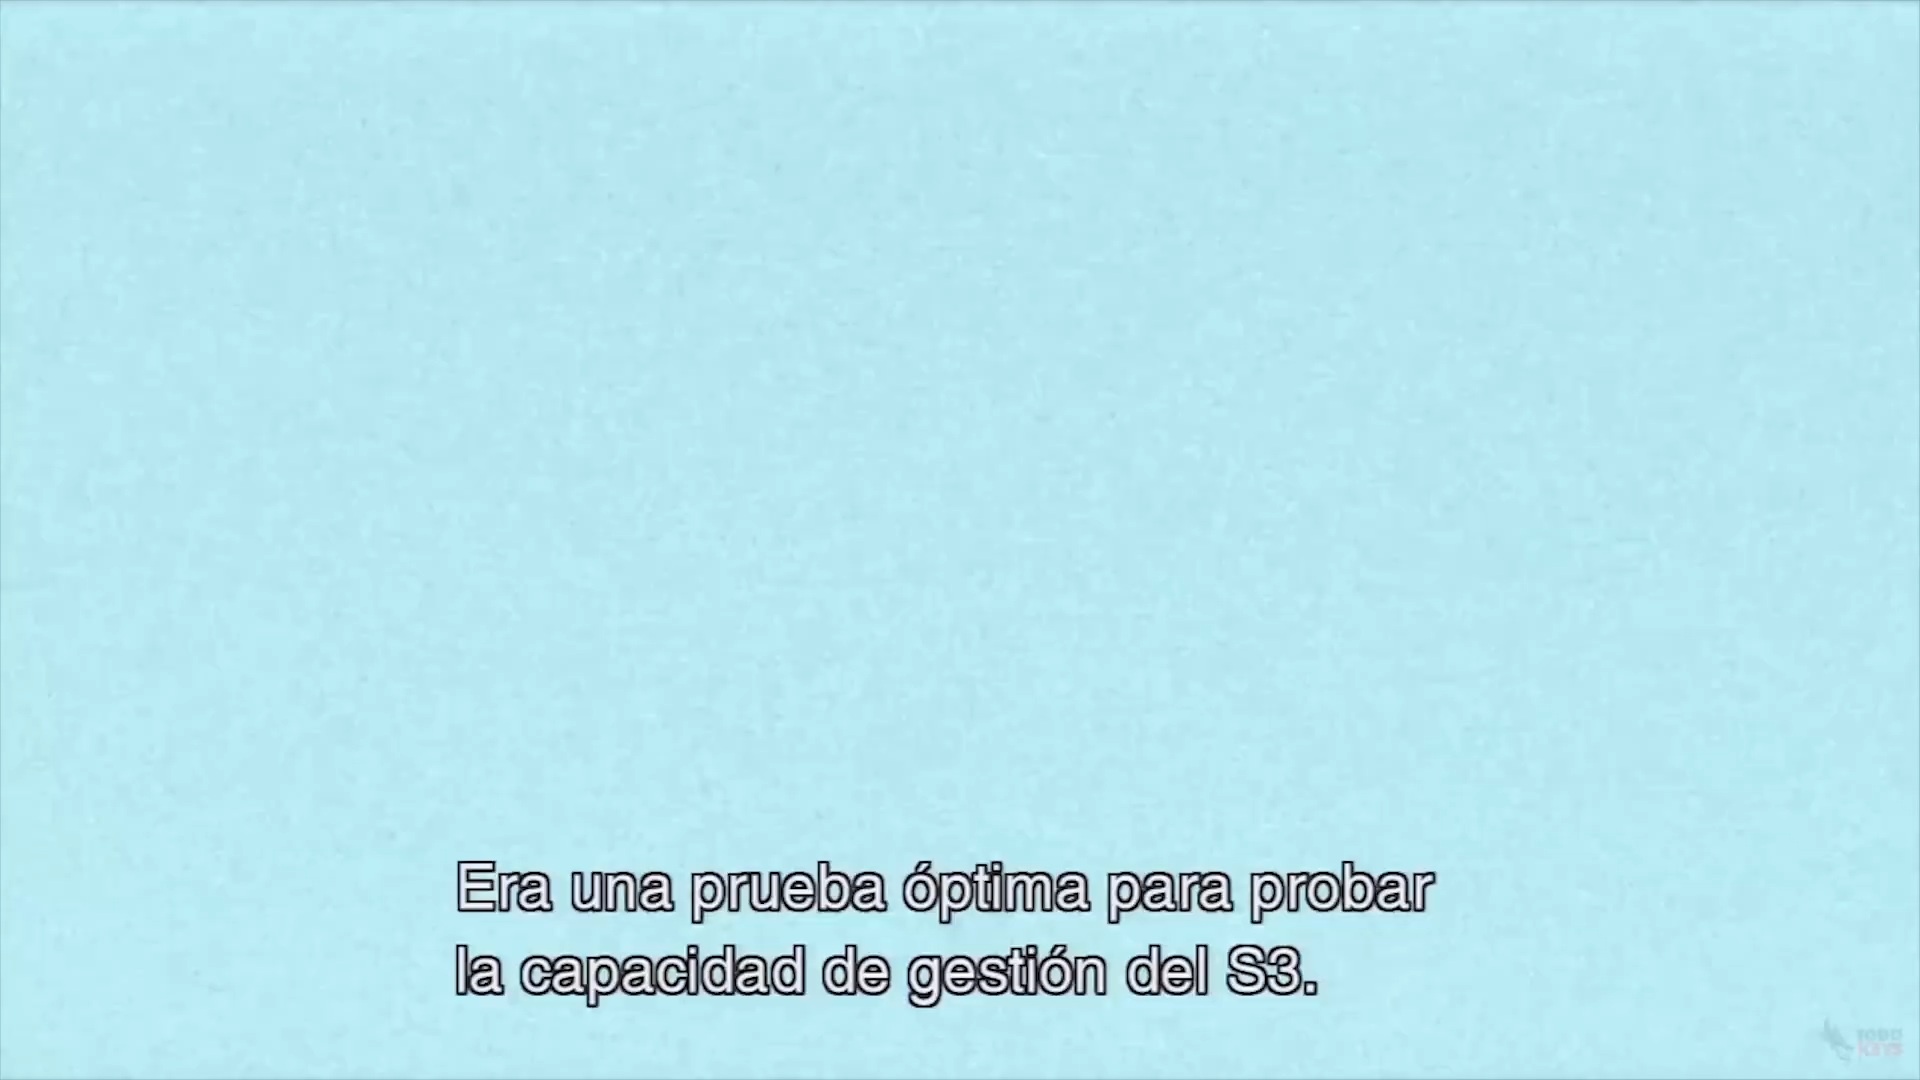 Era una prueba óptima para probar
la capacidad de gestión del S3.